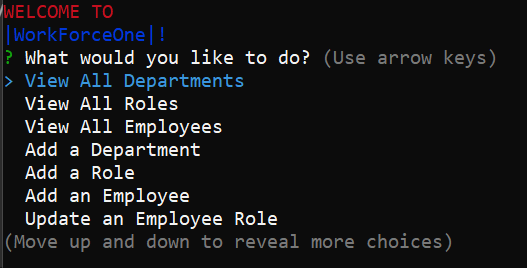 WELCOME TO
|WorkForceOne|!
? What would you like to do? (Use arrow keys)
> View All Departments
View All Roles
View All Employees
Add a Department
Add a Role
Add an Employee
Update an Employee Role
(Move up and down to reveal more choices)